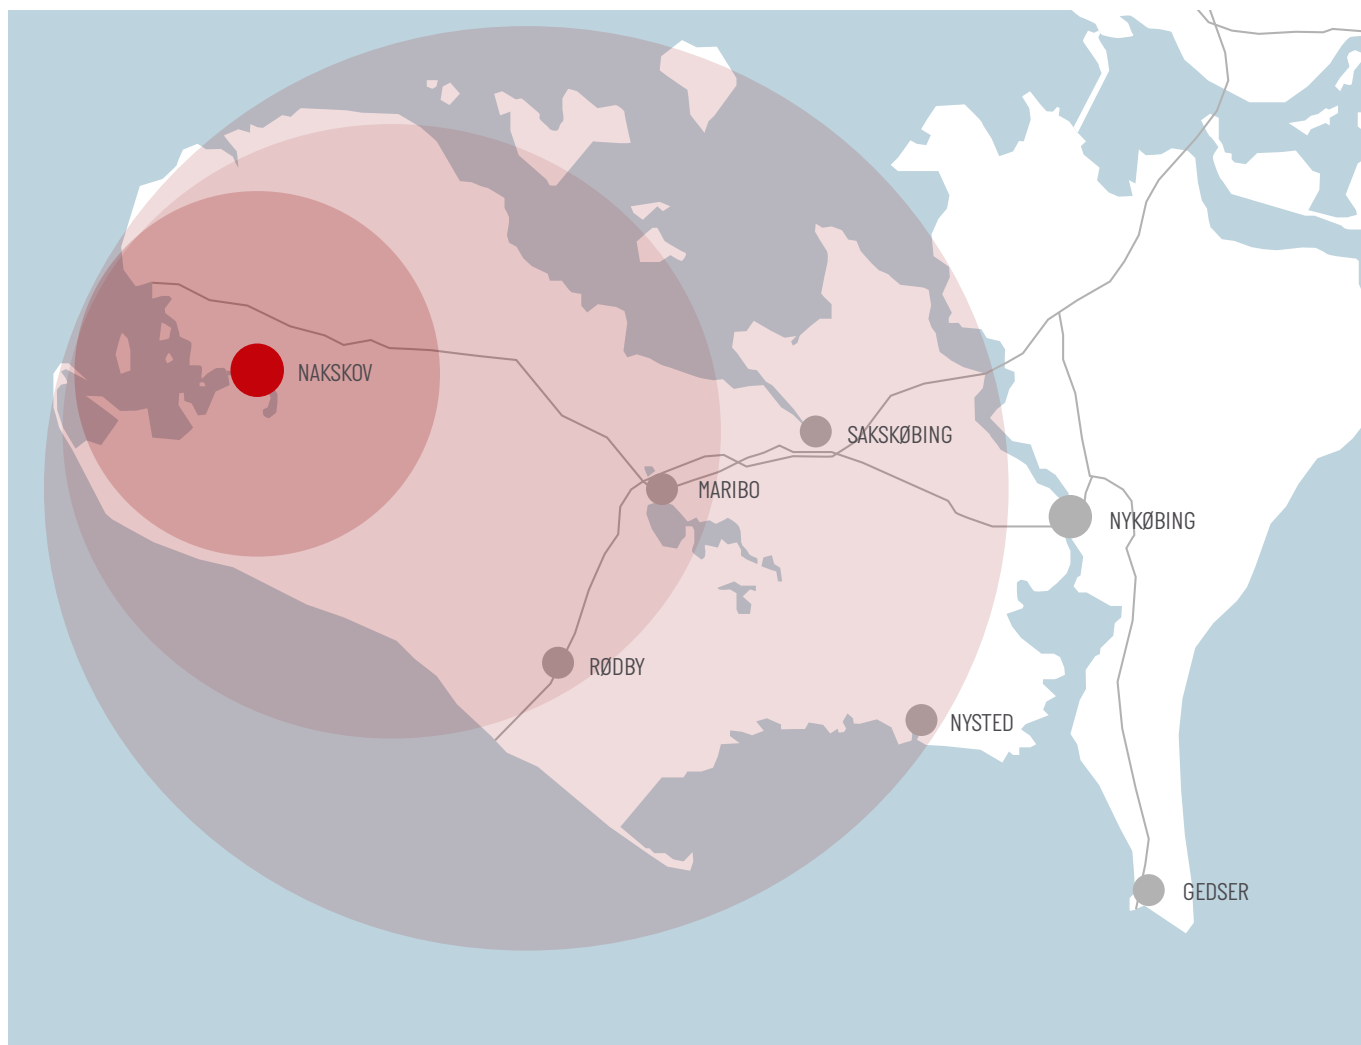 NAKSKOV
SAKSKØBING
MARIBO
NYKØBING
RØDBY
NYSTED
GEDSER